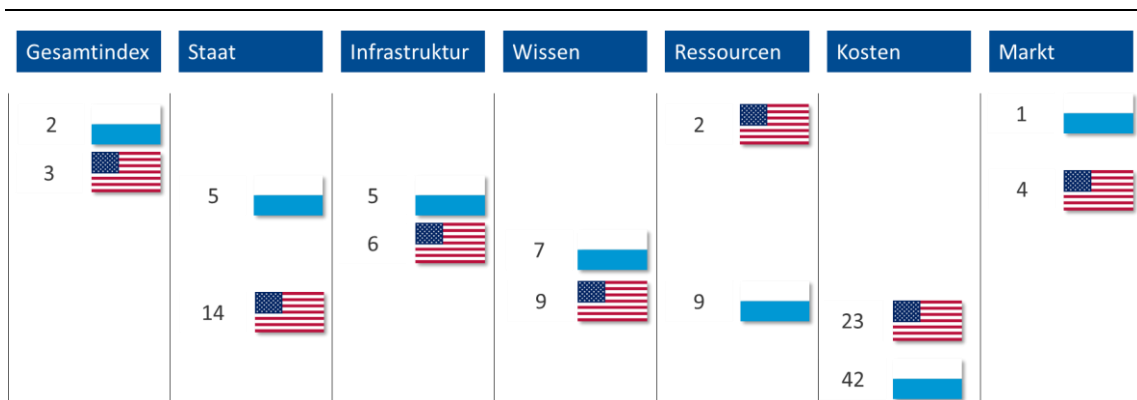 Gesamtindex Staat Infrastruktur Wissen Ressourcen Kosten Markt
2 2 1
3 4
5 5
6
7
14 9 9
23
42